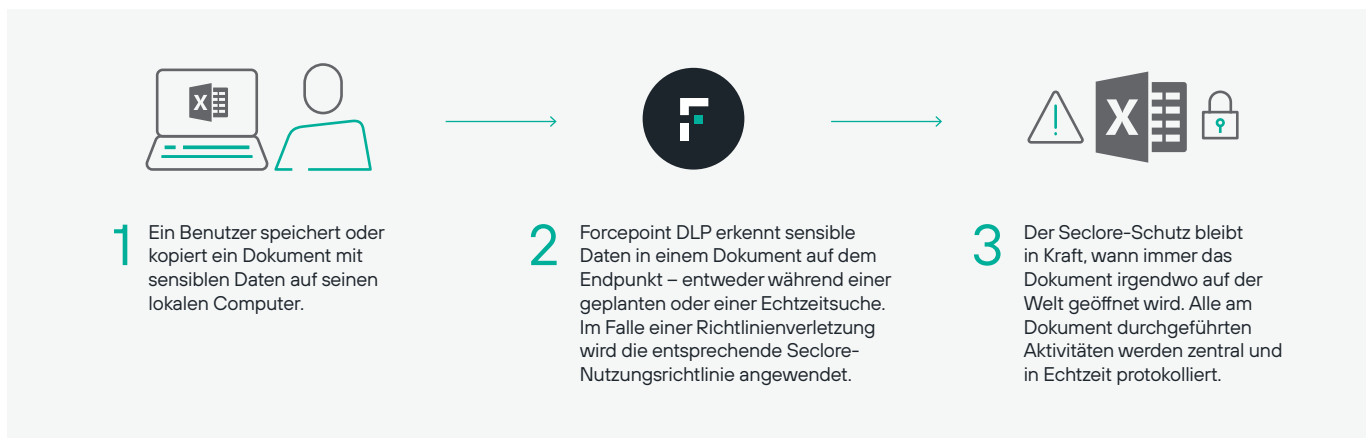 1
Ein Benutzer speichert oder
kopiert ein Dokument mit
sensiblen Daten auf seinen
lokalen Computer.
2
Forcepoint DLP erkennt sensible
Daten in einem Dokument auf dem
Endpunkt – entweder während einer
geplanten oder einer Echtzeitsuche.
Im Falle einer Richtlinienverletzung
wird die entsprechende Seclore-
Nutzungsrichtlinie angewendet.
3
Der Seclore-Schutz bleibt
in Kraft, wann immer das
Dokument irgendwo auf der
Welt geöffnet wird. Alle am
Dokument durchgeführten
Aktivitäten werden zentral und
in Echtzeit protokolliert.